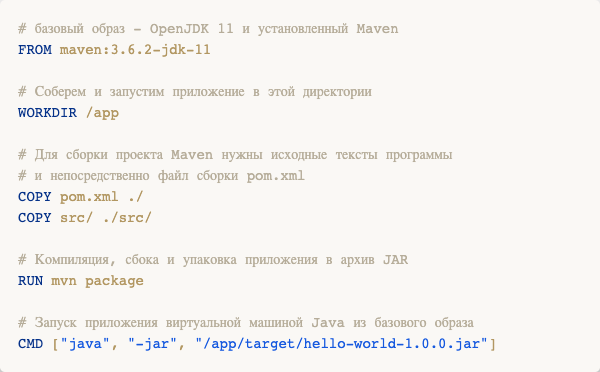 # базовый образ - OpenJDK 11 и установленный Maven
FROM maven:3.6.2-jdk-11
# Соберем и запустим приложение в этой директории
WORKDIR /app
# Для сборки проекта Maven нужны исходные тексты программы
# и непосредственно файл сборки pom.xml
COPY pom.xml ./
COPY src/ ./src/
# Компиляция, сбока и упаковка приложения в архив JAR
RUN mvn package
# Запуск приложения виртуальной машиной Java из базового образа
CMD ["java", "-jar", "/app/target/hello-world-1.0.0.jar"]